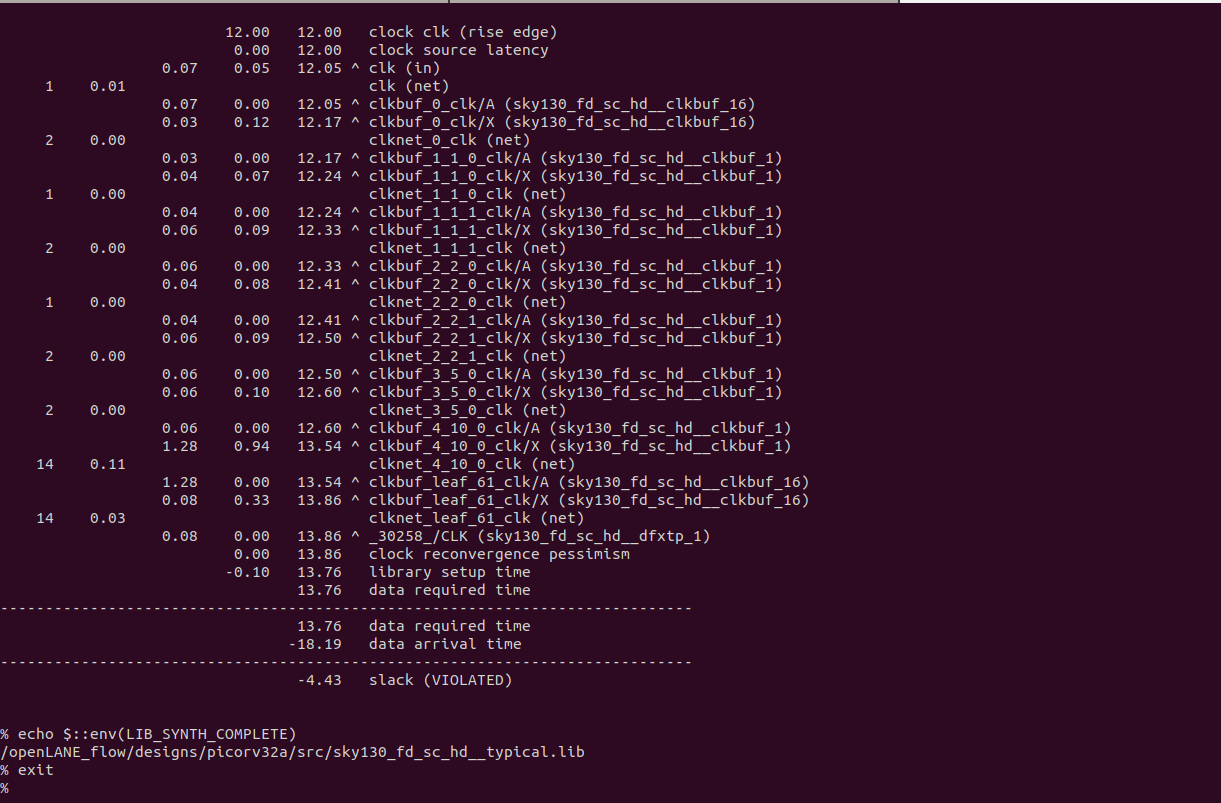 12.00 12.00 clock clk (rise edge)
0.00 12.00 clock source latency
0.07 0.05 12.05 ^ clk (in)
1 0.01 clk (net)
0.07 0.00 12.05 ^ clkbuf_0_clk/A (sky130_fd_sc_hd__clkbuf_16)
0.03 0.12 12.17 ^ clkbuf_0_clk/X (sky130_fd_sc_hd__clkbuf_16)
2 0.00 clknet_0_clk (net)
0.03 0.00 12.17 ^ clkbuf_1_1_0_clk/A (sky130_fd_sc_hd__clkbuf_1)
0.04 0.07 12.24 ^ clkbuf_1_1_0_clk/X (sky130_fd_sc_hd__clkbuf_1)
1 0.00 clknet_1_1_0_clk (net)
0.04 0.00 12.24 ^ clkbuf_1_1_1_clk/A (sky130_fd_sc_hd__clkbuf_1)
0.06 0.09 12.33 ^ clkbuf_1_1_1_clk/X (sky130_fd_sc_hd__clkbuf_1)
2 0.00 clknet_1_1_1_clk (net)
0.06 0.00 12.33 ^ clkbuf_2_2_0_clk/A (sky130_fd_sc_hd__clkbuf_1)
0.04 0.08 12.41 ^ clkbuf_2_2_0_clk/X (sky130_fd_sc_hd__clkbuf_1)
1 0.00 clknet_2_2_0_clk (net)
0.04 0.00 12.41 ^ clkbuf_2_2_1_clk/A (sky130_fd_sc_hd__clkbuf_1)
0.06 0.09 12.50 ^ clkbuf_2_2_1_clk/X (sky130_fd_sc_hd__clkbuf_1)
2 0.00 clknet_2_2_1_clk (net)
0.06 0.00 12.50 ^ clkbuf_3_5_0_clk/A (sky130_fd_sc_hd__clkbuf_1)
0.06 0.10 12.60 ^ clkbuf_3_5_0_clk/X (sky130_fd_sc_hd__clkbuf_1)
2 0.00 clknet_3_5_0_clk (net)
0.06 0.00 12.60 ^ clkbuf_4_10_0_clk/A (sky130_fd_sc_hd__clkbuf_1)
1.28 0.94 13.54 ^ clkbuf_4_10_0_clk/X (sky130_fd_sc_hd__clkbuf_1)
14 0.11 clknet_4_10_0_clk (net)
1.28 0.00 13.54 ^ clkbuf_leaf_61_clk/A (sky130_fd_sc_hd__clkbuf_16)
0.08 0.33 13.86 ^ clkbuf_leaf_61_clk/X (sky130_fd_sc_hd__clkbuf_16)
14 0.03 clknet_leaf_61_clk (net)
0.08 0.00 13.86 ^ _30258_/CLK (sky130_fd_sc_hd__dfxtp_1)
0.00 13.86 clock reconvergence pessimism
-0.10 13.76 library setup time
13.76 data required time
-----------------------------------------------------------------------------
13.76 data required time
-18.19 data arrival time
-----------------------------------------------------------------------------
-4.43 slack (VIOLATED)
% echo $::env(LIB_SYNTH_COMPLETE)
/openLANE_flow/designs/picorv32a/src/sky130_fd_sc_hd__typical.lib
% exit
%